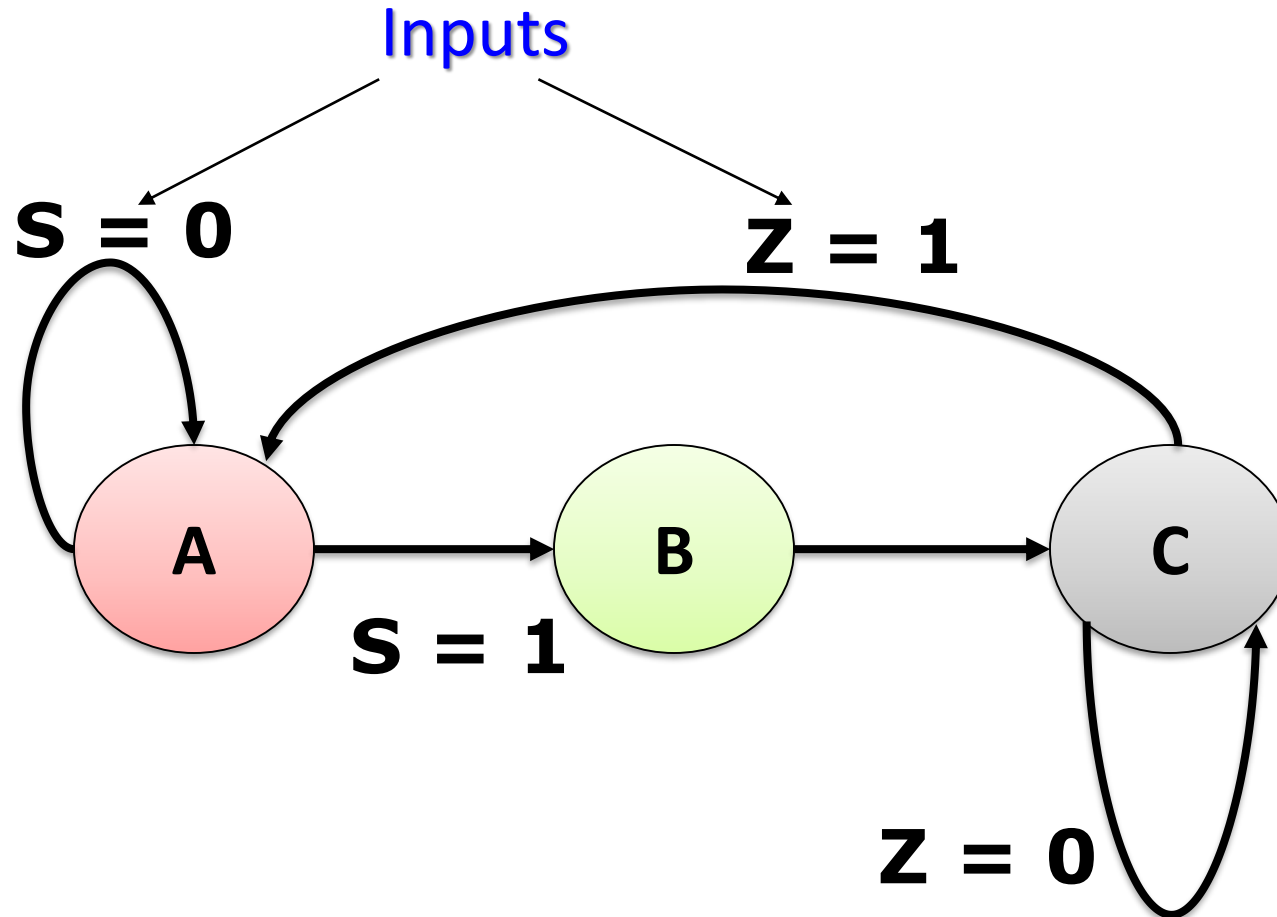 Inputs
S = 0
Z = 1
A
B
C
S = 1
Z = 0